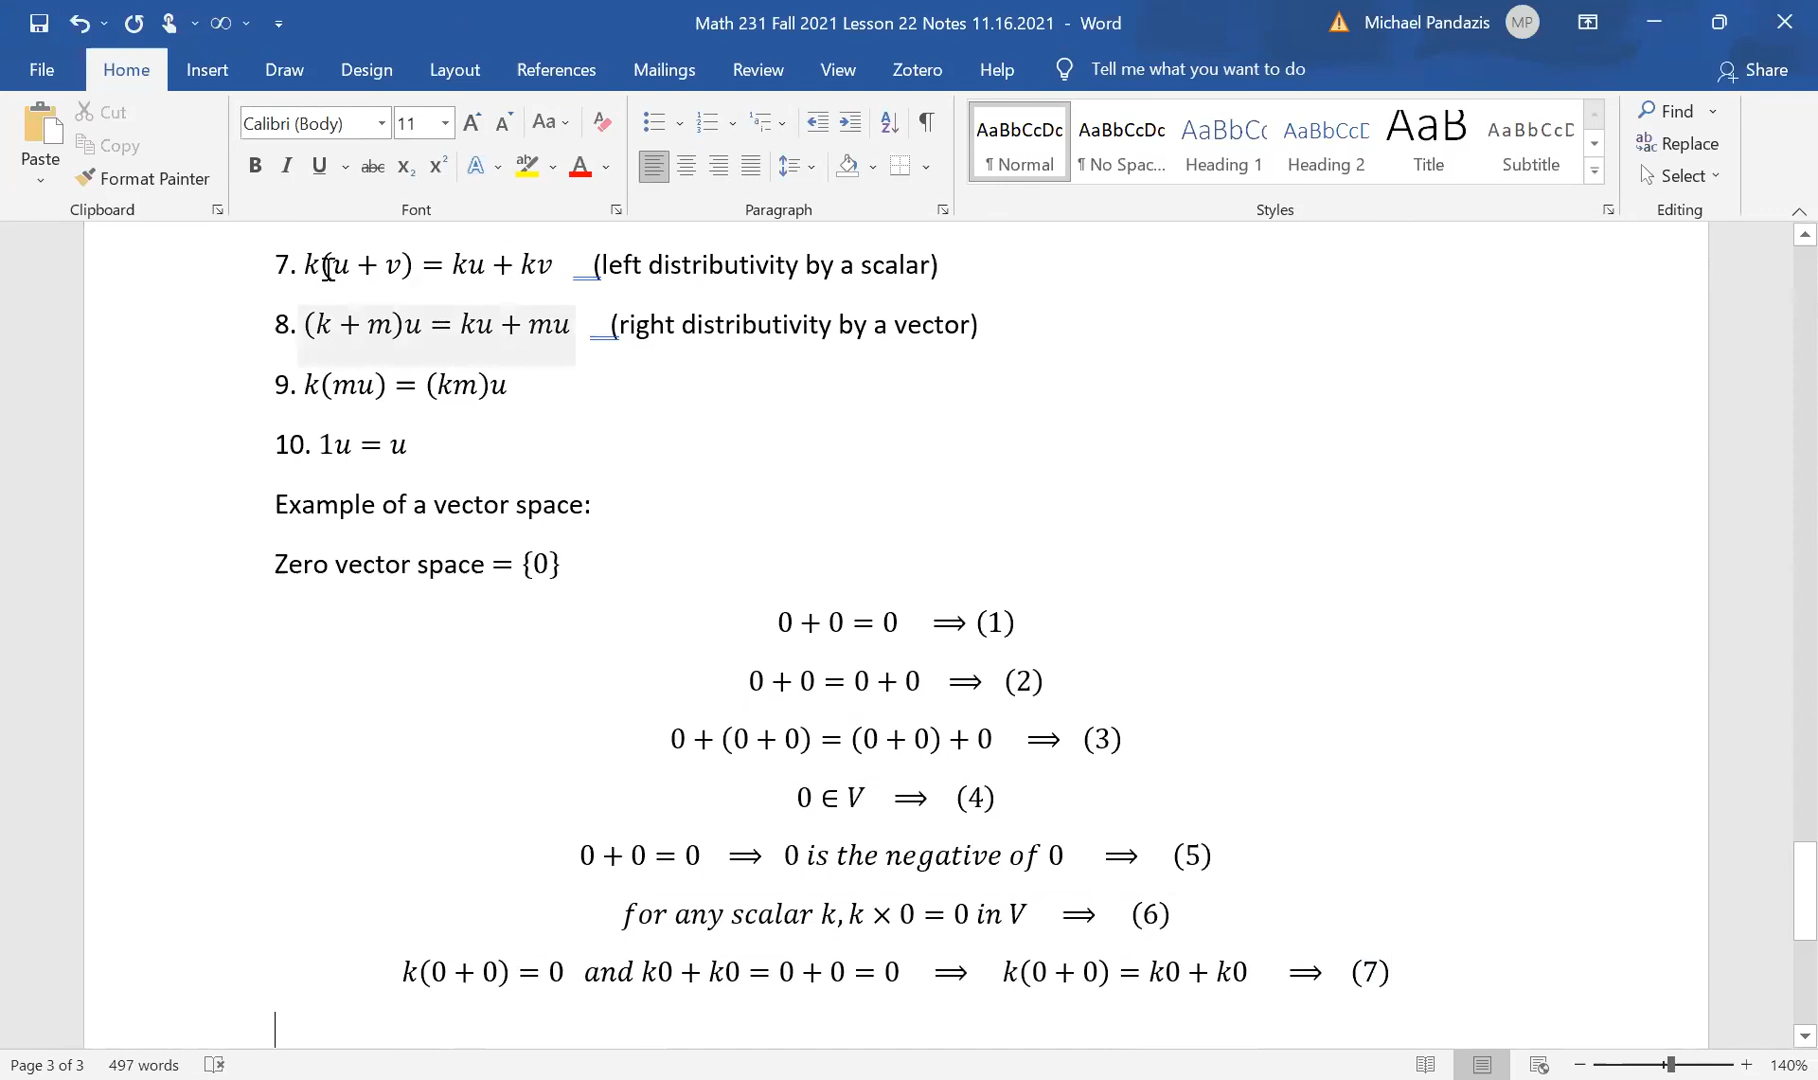 Math 231 Fall 2021 Lesson 22 Notes 11.16.2021 - Word
Michael Pandazis MP
File Home Insert Draw Design Layout References Mailings Review View Zotero Help Tell me what you want to do Share
Paste
Cut
Copy
Format Painter
Clipboard
Calibri (Body) 11
Font
Paragraph
AaBbCcDc AaBbCcDc AaBbCc AaBbCcD AaB AaBbCcD
¶ Normal ¶ No Spac... Heading 1 Heading 2 Title Subtitle
Styles
Find
Replace
Select
Editing
7. k(u + v) = ku + kv (left distributivity by a scalar)
8. (k + m)u = ku + mu (right distributivity by a vector)
9. k(mu) = (km)u
10. 1u = u
Example of a vector space:
Zero vector space = {0}
0 + 0 = 0 ⟹ (1)
0 + 0 = 0 + 0 ⟹ (2)
0 + (0 + 0) = (0 + 0) + 0 ⟹ (3)
0 ∈ V ⟹ (4)
0 + 0 = 0 ⟹ 0 is the negative of 0 ⟹ (5)
for any scalar k, k × 0 = 0 in V ⟹ (6)
k(0 + 0) = 0 and k0 + k0 = 0 + 0 = 0 ⟹ k(0 + 0) = k0 + k0 ⟹ (7)
Page 3 of 3 497 words 140%